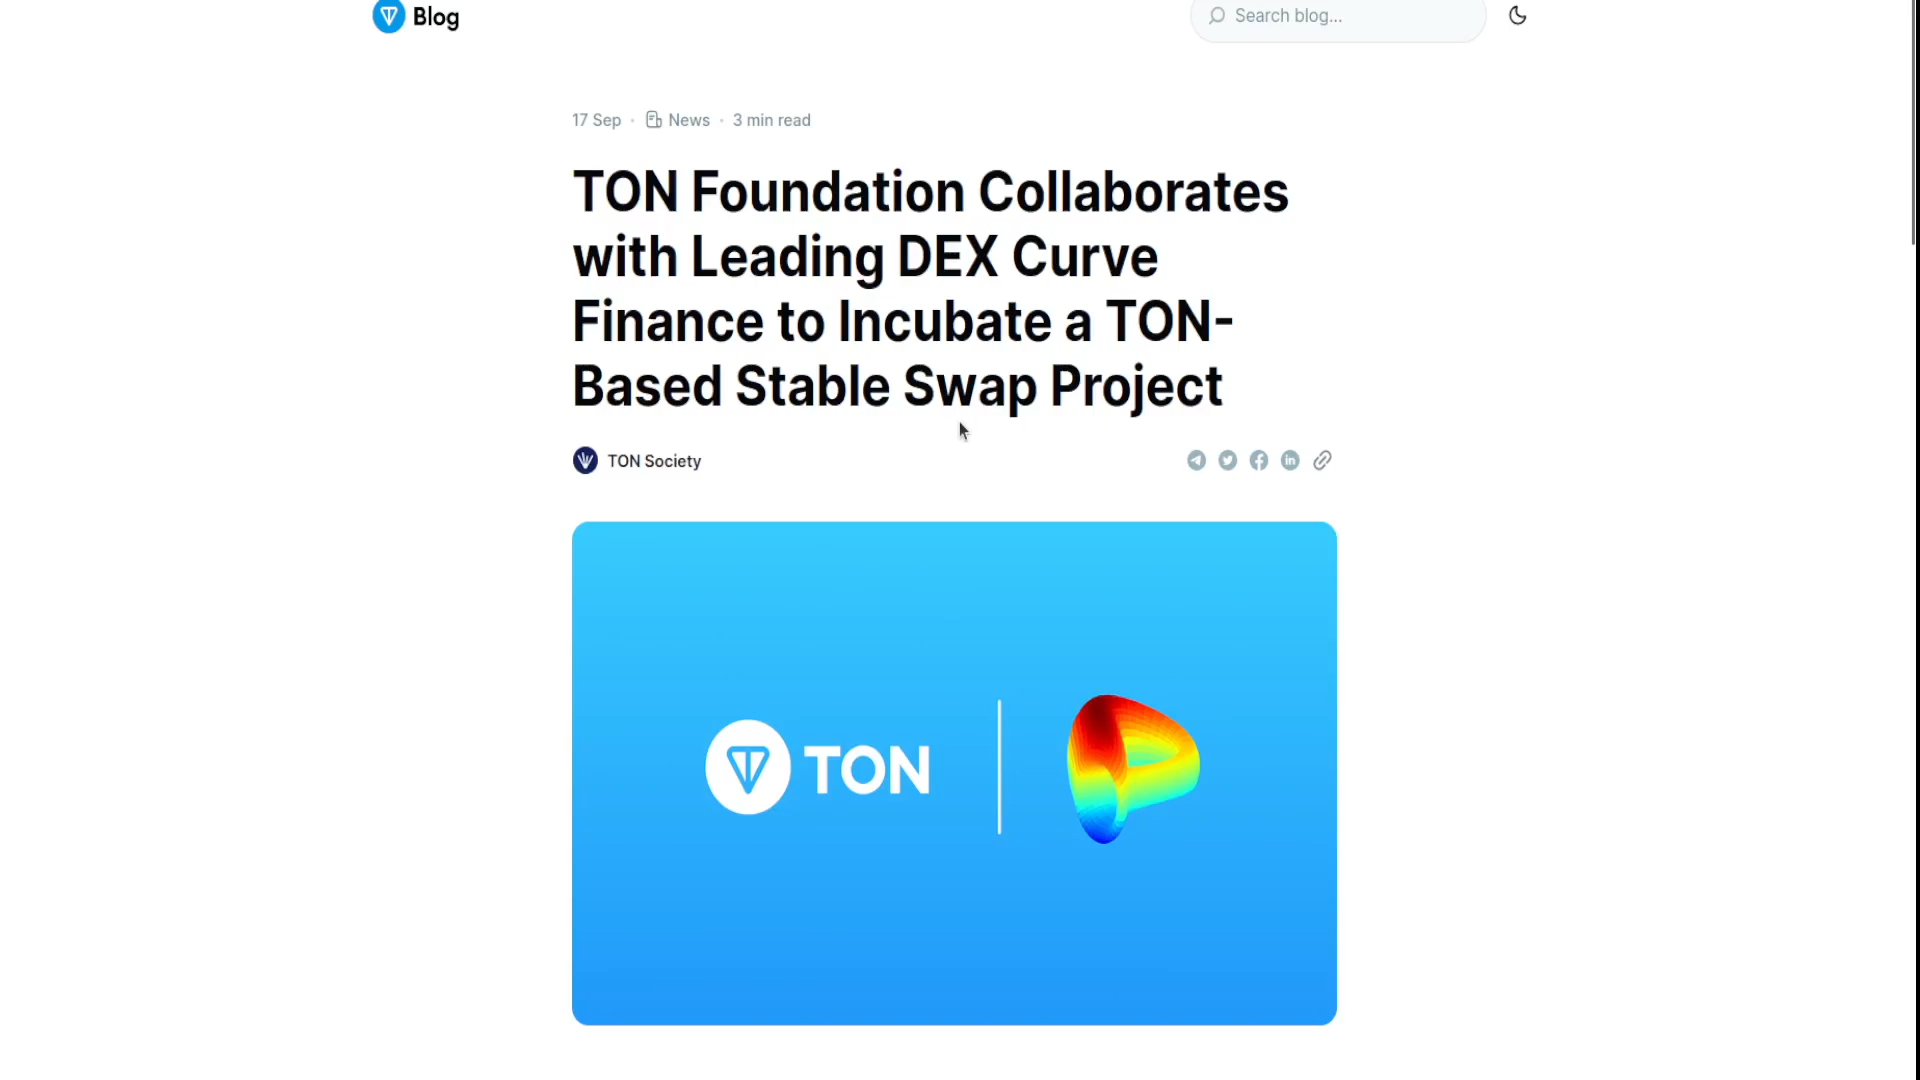 Blog
Search blog...
17 Sep · News · 3 min read
TON Foundation Collaborates
with Leading DEX Curve
Finance to Incubate a TON-
Based Stable Swap Project
TON Society
TON